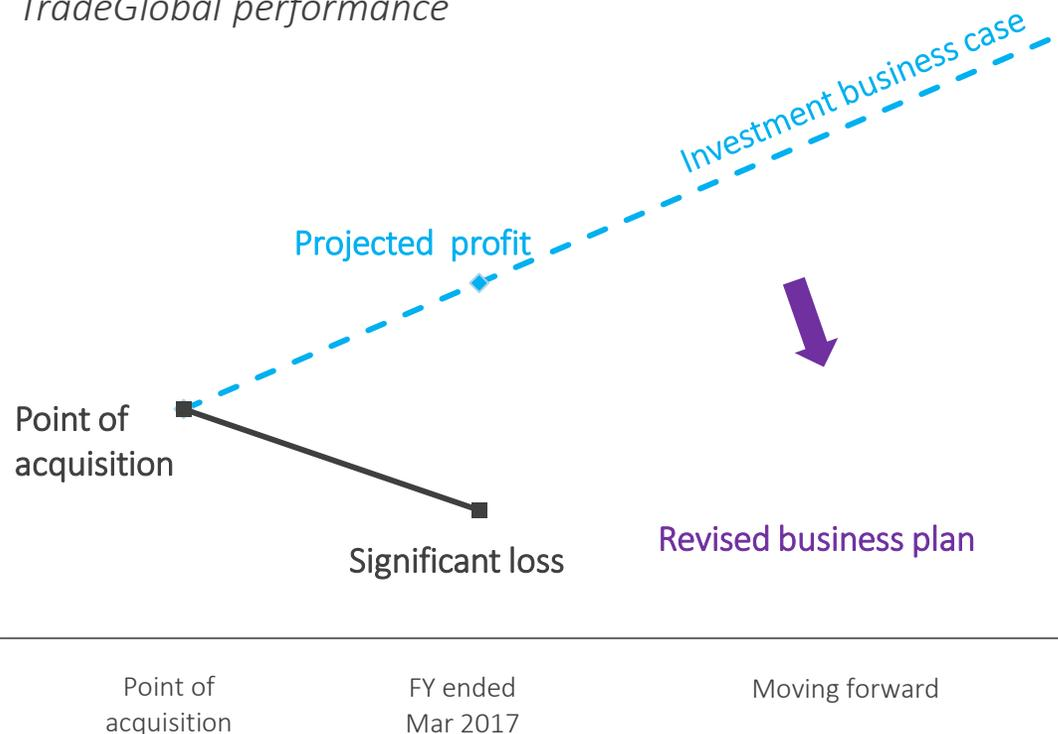 TradeGlobal performance
Investment business case
Projected profit
Point of
acquisition
Significant loss
Revised business plan
Point of
acquisition
FY ended
Mar 2017
Moving forward